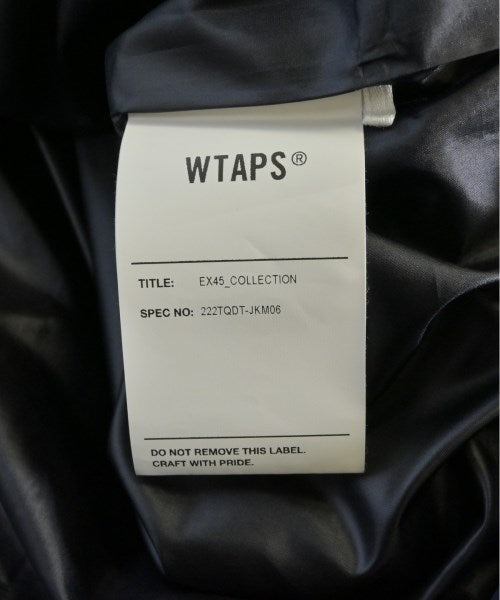 WTAPS®
TITLE: EX45_COLLECTION
SPEC NO: 222TQDT-JKM06
DO NOT REMOVE THIS LABEL.
CRAFT WITH PRIDE.